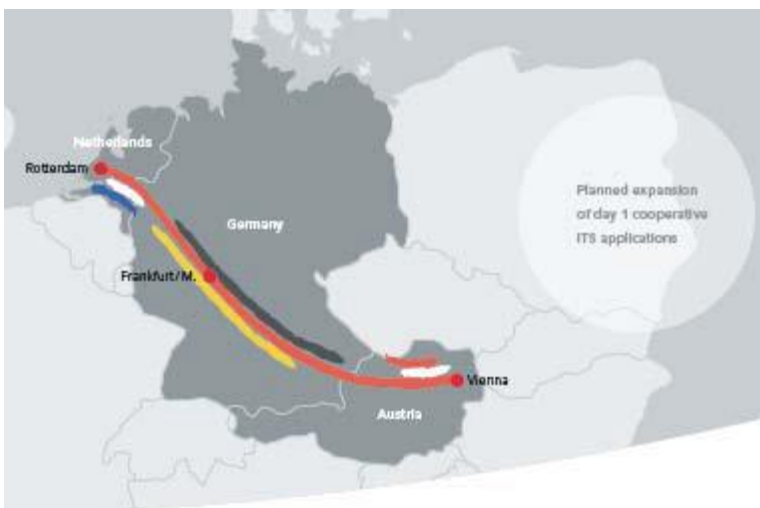 Netherlands
Rotterdam
Germany
Frankfurt/M.
Vienna
Austria
Planned expansion
of day 1 cooperative
ITS applications